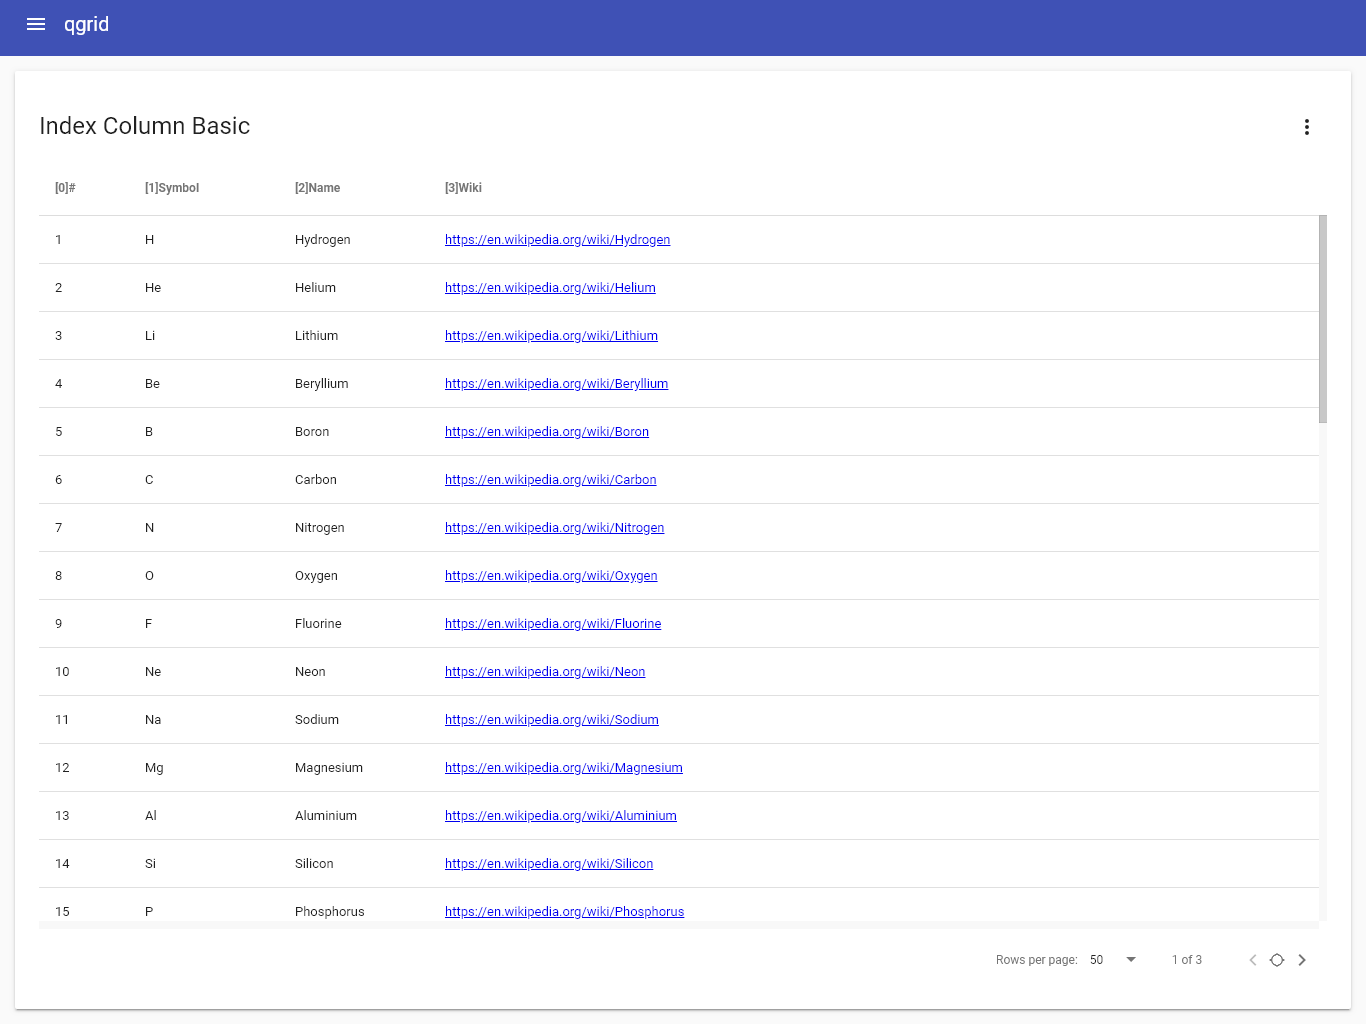 qgrid
Index Column Basic
[0]# [1]Symbol [2]Name [3]Wiki
1 H Hydrogen https://en.wikipedia.org/wiki/Hydrogen
2 He Helium https://en.wikipedia.org/wiki/Helium
3 Li Lithium https://en.wikipedia.org/wiki/Lithium
4 Be Beryllium https://en.wikipedia.org/wiki/Beryllium
5 B Boron https://en.wikipedia.org/wiki/Boron
6 C Carbon https://en.wikipedia.org/wiki/Carbon
7 N Nitrogen https://en.wikipedia.org/wiki/Nitrogen
8 O Oxygen https://en.wikipedia.org/wiki/Oxygen
9 F Fluorine https://en.wikipedia.org/wiki/Fluorine
10 Ne Neon https://en.wikipedia.org/wiki/Neon
11 Na Sodium https://en.wikipedia.org/wiki/Sodium
12 Mg Magnesium https://en.wikipedia.org/wiki/Magnesium
13 Al Aluminium https://en.wikipedia.org/wiki/Aluminium
14 Si Silicon https://en.wikipedia.org/wiki/Silicon
15 P Phosphorus https://en.wikipedia.org/wiki/Phosphorus
Rows per page: 50 1 of 3